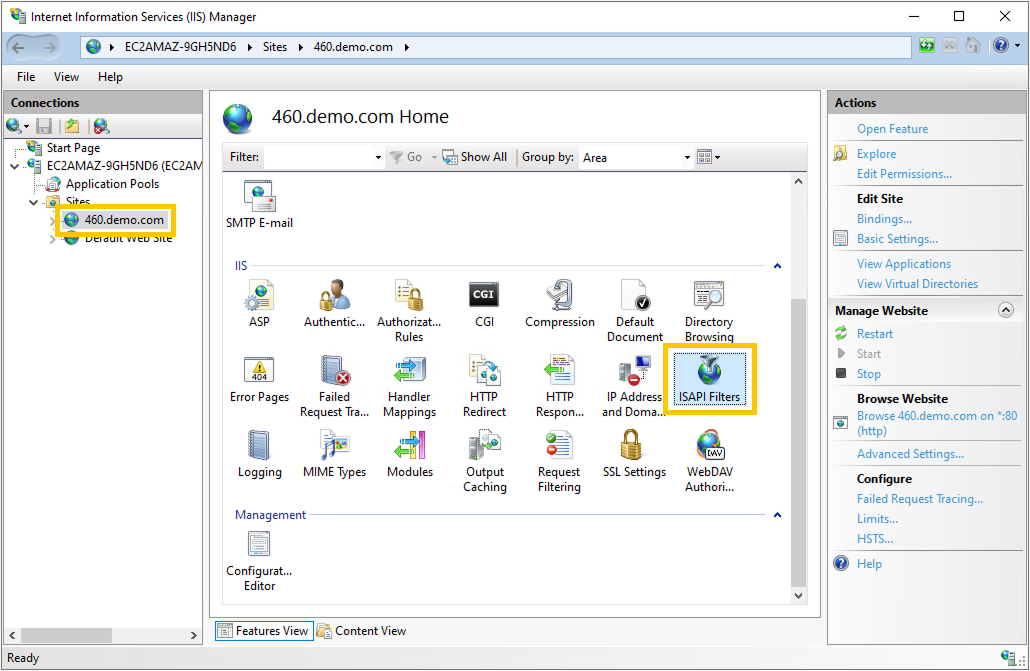 Internet Information Services (IIS) Manager
EC2AMAZ-9GH5ND6 Sites 460.demo.com
File View Help
Connections
Start Page
EC2AMAZ-9GH5ND6 (EC2AM
Application Pools
Sites
460.demo.com
Default Web Site
460.demo.com Home
Filter: Go Show All Group by: Area
SMTP E-mail
IIS
ASP Authentic... Authorizat... CGI Compression Default Directory
Rules Document Browsing
404
Error Pages Failed Handler HTTP HTTP IP Address ISAPI Filters
Request Tra... Mappings Redirect Respon... and Doma...
Logging MIME Types Modules Output Request SSL Settings WebDAV
Caching Filtering Authori...
CGI
DAV
Management
Configurat...
Editor
Features View Content View
Actions
Open Feature
Explore
Edit Permissions...
Edit Site
Bindings...
Basic Settings...
View Applications
View Virtual Directories
Manage Website
Restart
Start
Stop
Browse Website
Browse 460.demo.com on *:80
(http)
Advanced Settings...
Configure
Failed Request Tracing...
Limits...
HSTS...
Help
Ready